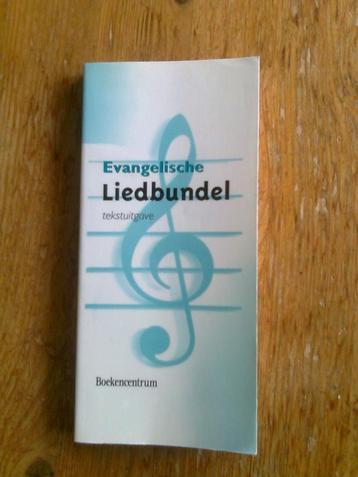 Evangelische
Liedbundel
tekstuitgave
Boekencentrum